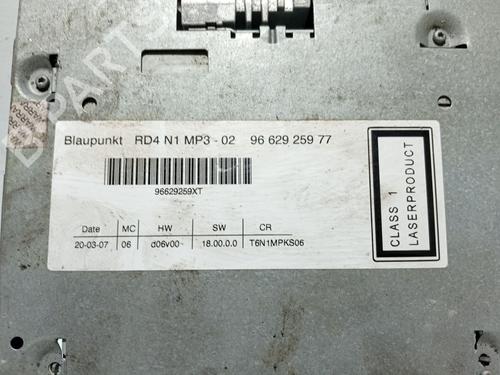 Blaupunkt RD4 N1 MP3 - 02 96 629 259 77
96629259XT
Date MC HW SW CR
20-03-07 06 d06v00 18.00.0.0 T6N1MPKS06
CLASS 1
LASERPRODUCT